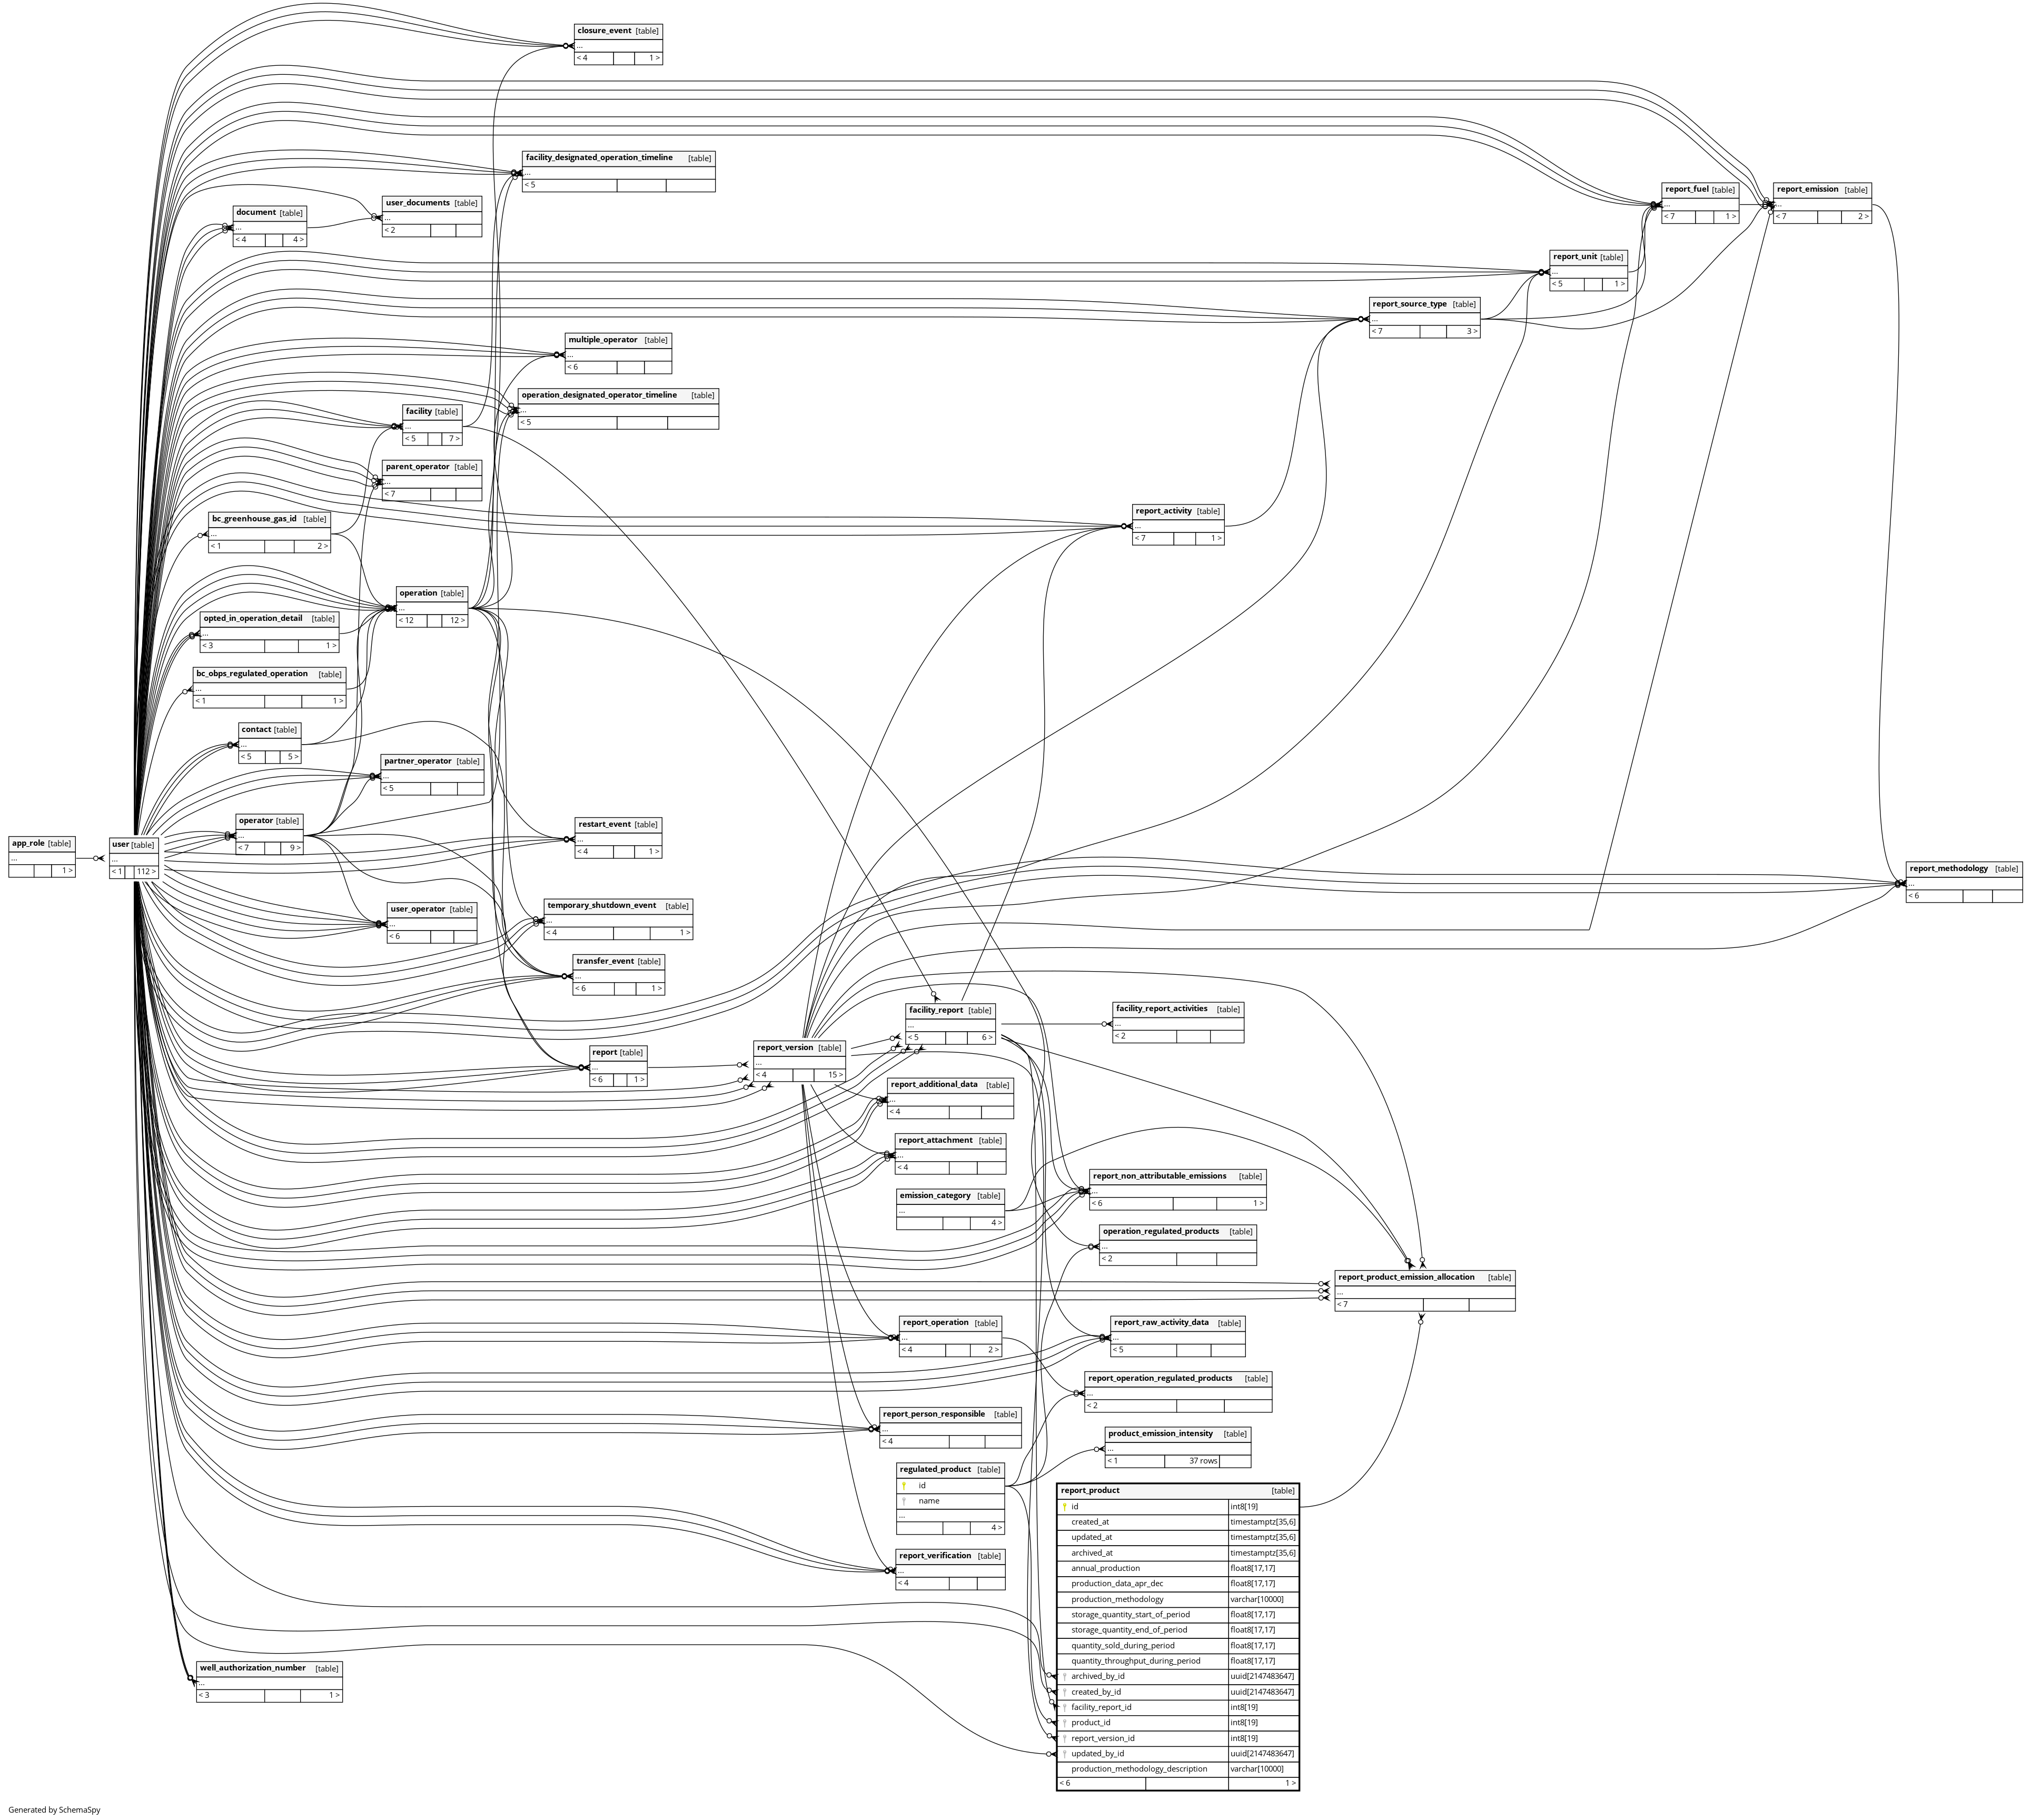 closure_event [table]
...
< 4 1 >
facility_designated_operation_timeline [table]
...
< 5
report_fuel [table]
...
< 7 1 >
report_emission [table]
...
< 7 2 >
user_documents [table]
...
< 2
document [table]
...
< 4 4 >
report_unit [table]
...
< 5 1 >
report_source_type [table]
...
< 7 3 >
multiple_operator [table]
...
< 6
operation_designated_operator_timeline [table]
...
< 5
facility [table]
...
< 5 7 >
parent_operator [table]
...
< 7
report_activity [table]
...
< 7 1 >
bc_greenhouse_gas_id [table]
...
< 1 2 >
operation [table]
...
< 12 12 >
opted_in_operation_detail [table]
...
< 3 1 >
bc_obps_regulated_operation [table]
...
< 1 1 >
contact [table]
...
< 5 5 >
partner_operator [table]
...
< 5
operator [table]
...
< 7 9 >
restart_event [table]
...
< 4 1 >
app_role [table]
...
1 >
user [table]
...
< 1 112 >
report_methodology [table]
...
< 6
user_operator [table]
...
< 6
temporary_shutdown_event [table]
...
< 4 1 >
transfer_event [table]
...
< 6 1 >
facility_report [table]
...
< 5 6 >
facility_report_activities [table]
...
< 2
report [table]
...
< 6 1 >
report_version [table]
...
< 4 15 >
report_additional_data [table]
...
< 4
report_attachment [table]
...
< 4
report_non_attributable_emissions [table]
...
< 6 1 >
emission_category [table]
...
4 >
operation_regulated_products [table]
...
< 2
report_product_emission_allocation [table]
...
< 7
report_operation [table]
...
< 4 2 >
report_raw_activity_data [table]
...
< 5
report_operation_regulated_products [table]
...
< 2
report_person_responsible [table]
...
< 4
product_emission_intensity [table]
...
< 1 37 rows
regulated_product [table]
id
name
...
4 >
report_product [table]
id int8[19]
created_at timestamptz[35,6]
updated_at timestamptz[35,6]
archived_at timestamptz[35,6]
annual_production float8[17,17]
production_data_apr_dec float8[17,17]
production_methodology varchar[10000]
storage_quantity_start_of_period float8[17,17]
storage_quantity_end_of_period float8[17,17]
quantity_sold_during_period float8[17,17]
quantity_throughput_during_period float8[17,17]
archived_by_id uuid[2147483647]
created_by_id uuid[2147483647]
facility_report_id int8[19]
product_id int8[19]
report_version_id int8[19]
updated_by_id uuid[2147483647]
production_methodology_description varchar[10000]
< 6 1 >
report_verification [table]
...
< 4
well_authorization_number [table]
...
< 3 1 >
Generated by SchemaSpy